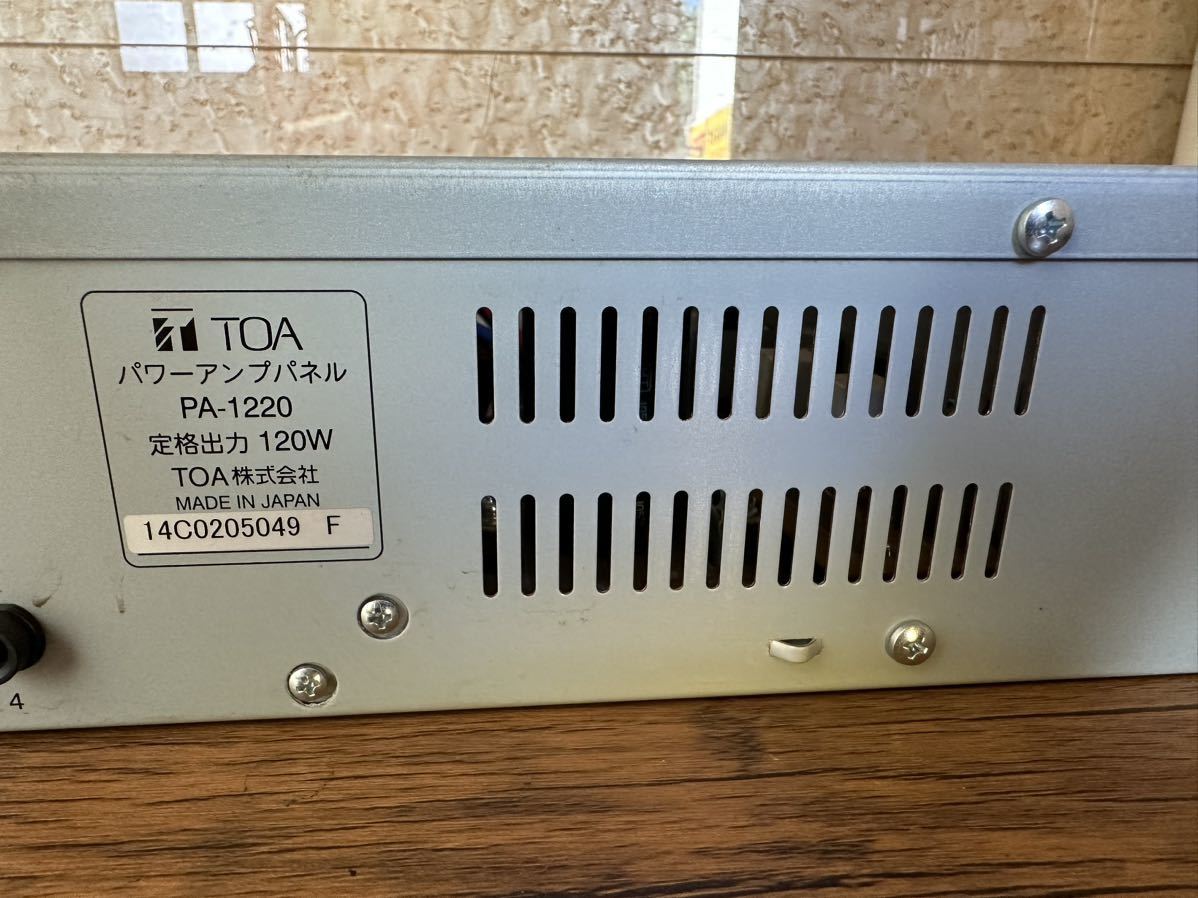 TOA
パワーアンプパネル
PA-1220
定格出力 120W
TOA株式会社
MADE IN JAPAN
14C0205049 F
4